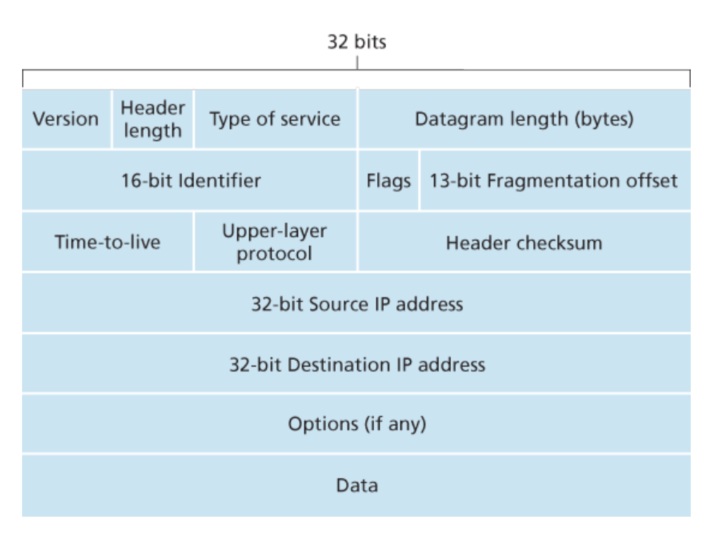 32 bits
Version
Header
length
Type of service
Datagram length (bytes)
16-bit Identifier
Flags
13-bit Fragmentation offset
Time-to-live
Upper-layer
protocol
Header checksum
32-bit Source IP address
32-bit Destination IP address
Options (if any)
Data